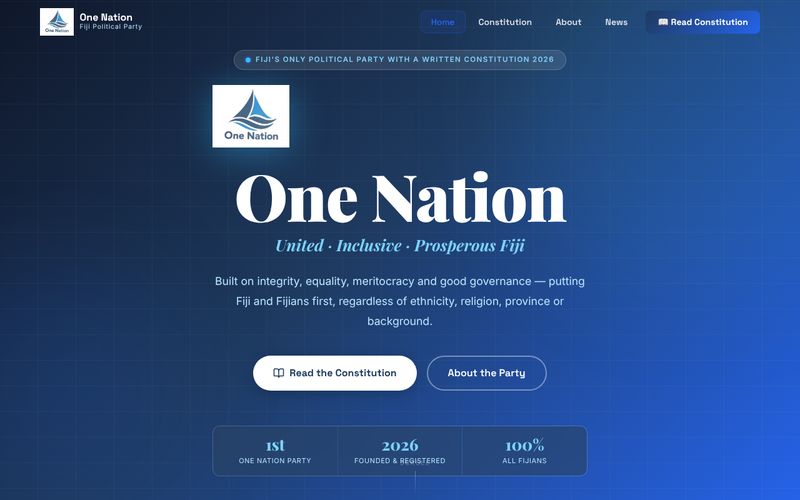 One Nation
One Nation
Fiji Political Party
Home
Constitution
About
News
Read Constitution
FIJI'S ONLY POLITICAL PARTY WITH A WRITTEN CONSTITUTION 2026
One Nation
One Nation
United · Inclusive · Prosperous Fiji
Built on integrity, equality, meritocracy and good governance — putting
Fiji and Fijians first, regardless of ethnicity, religion, province or
background.
Read the Constitution
About the Party
1st
ONE NATION PARTY
2026
FOUNDED & REGISTERED
100%
ALL FIJIANS